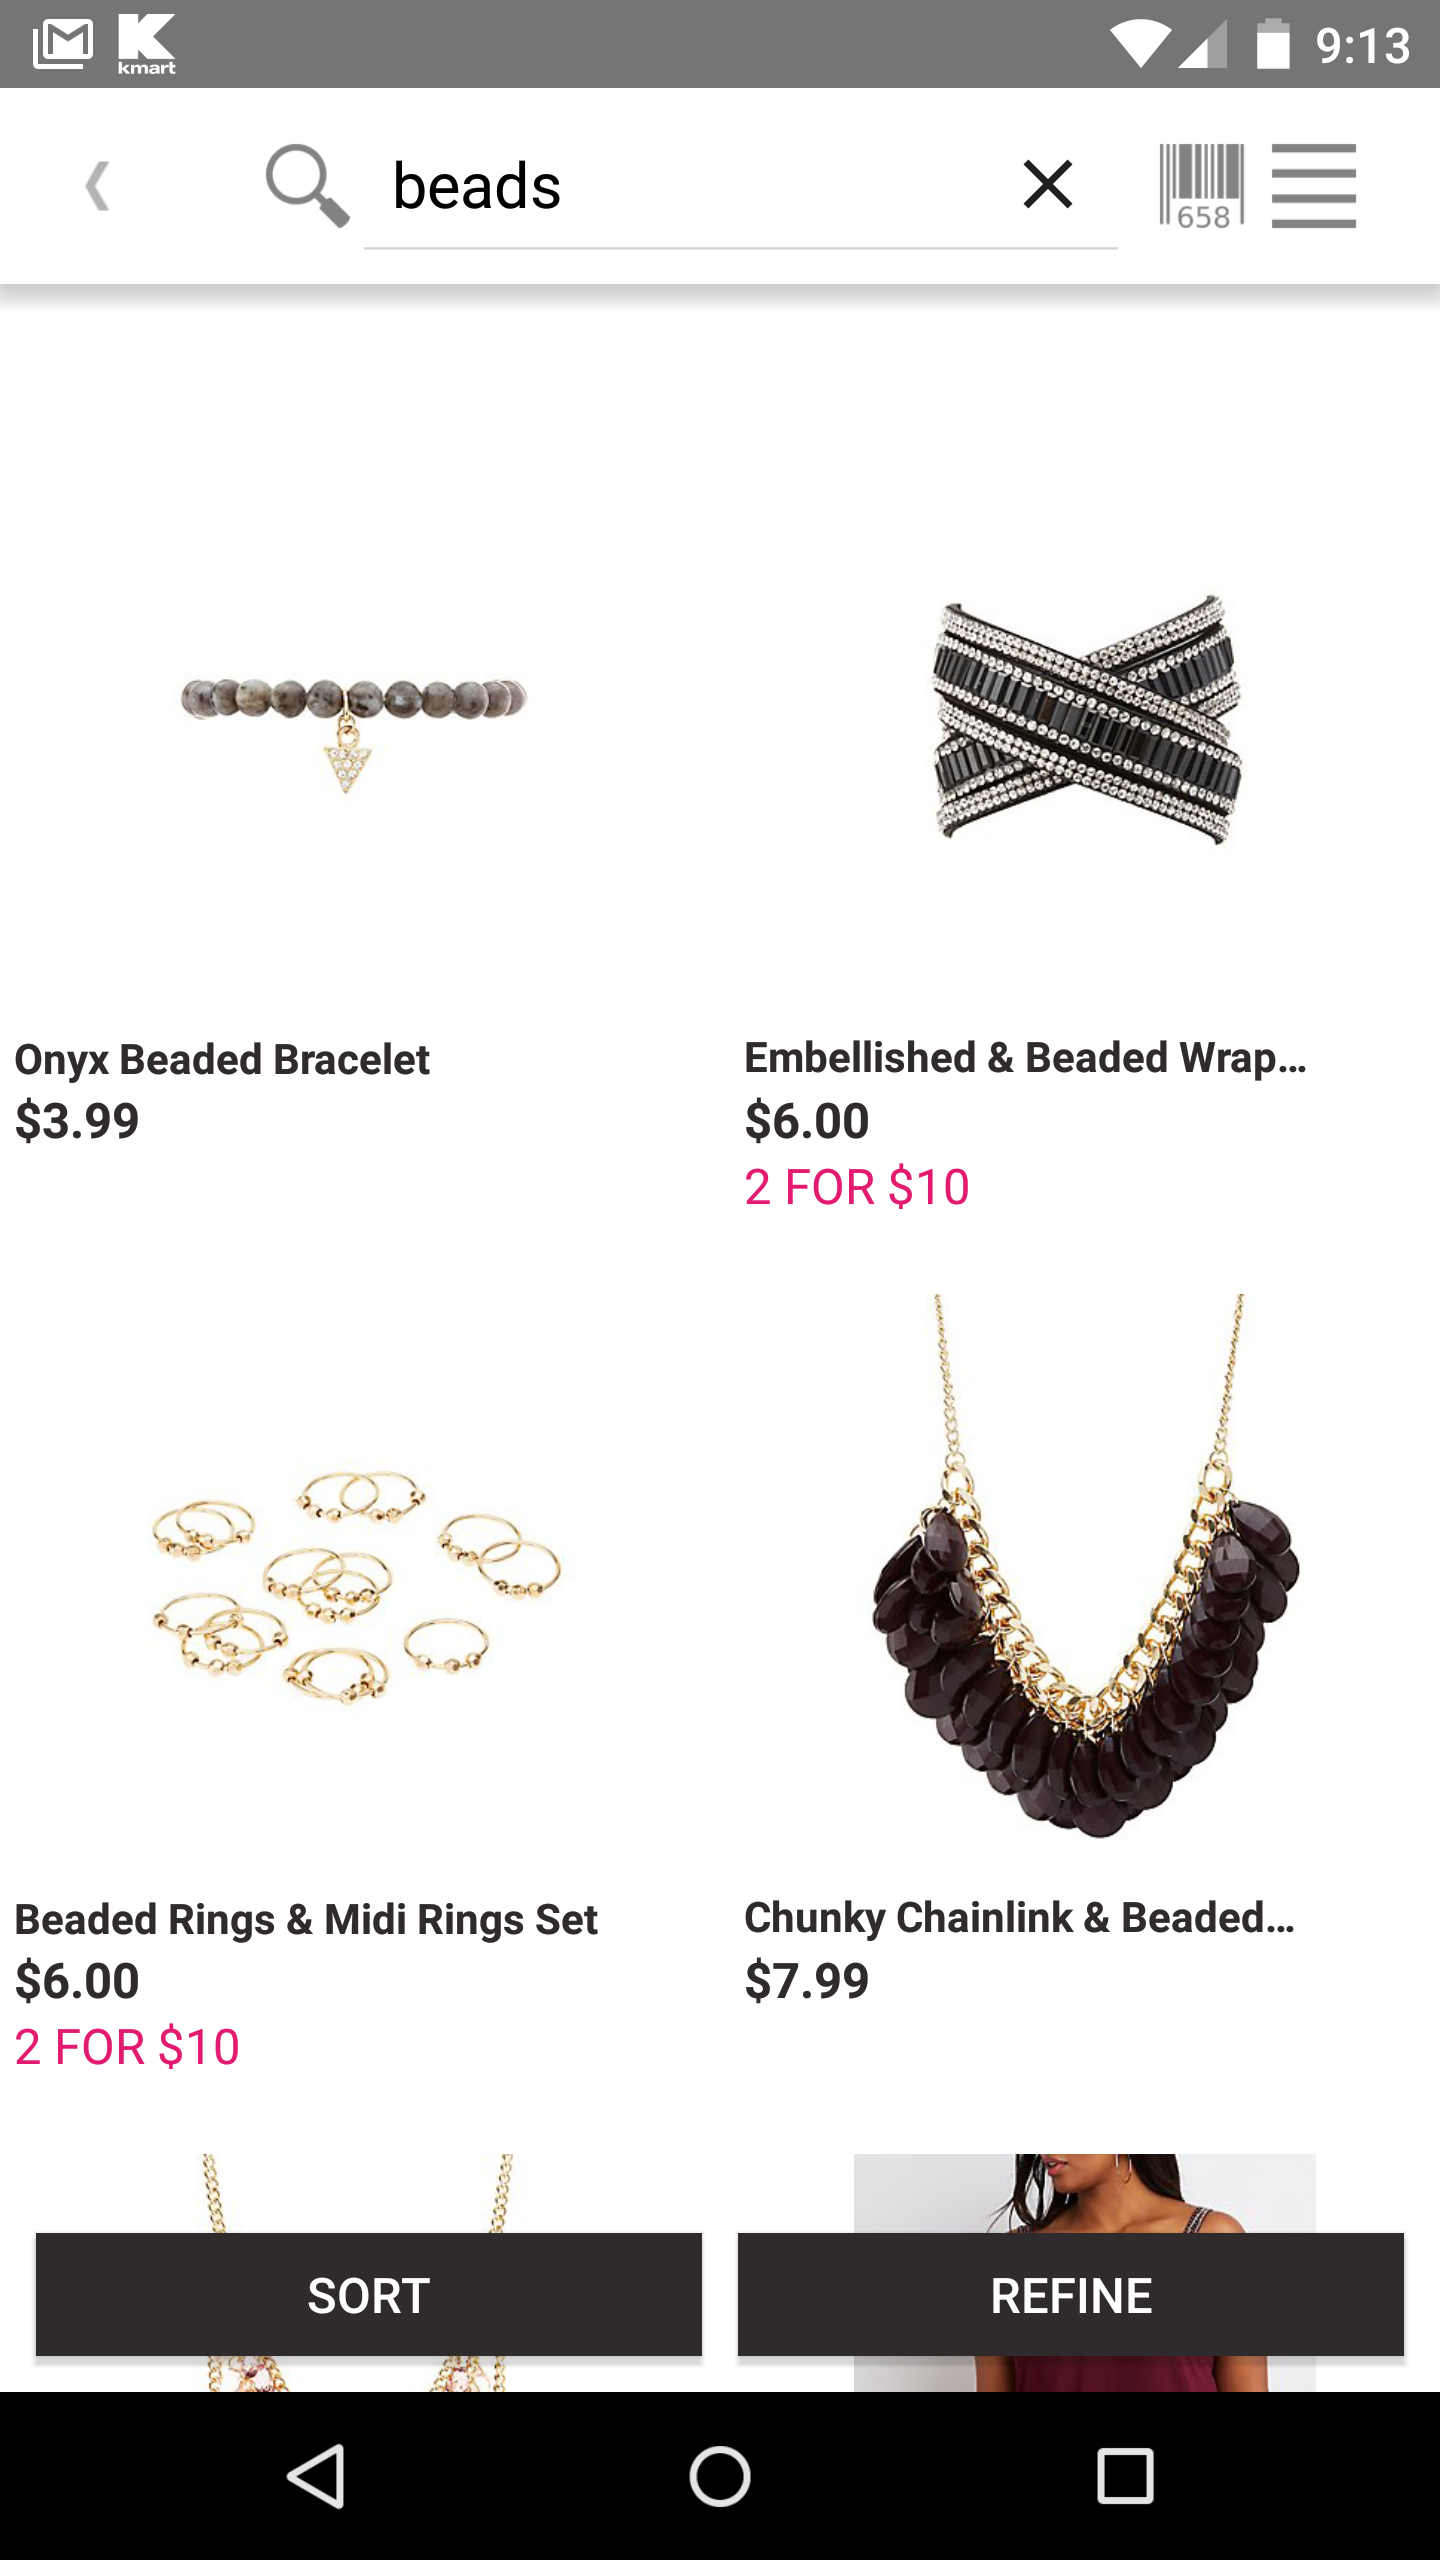 kmart
9:13
beads
658
Onyx Beaded Bracelet
$3.99
Embellished & Beaded Wrap...
$6.00
2 FOR $10
Beaded Rings & Midi Rings Set
$6.00
2 FOR $10
Chunky Chainlink & Beaded...
$7.99
SORT
REFINE